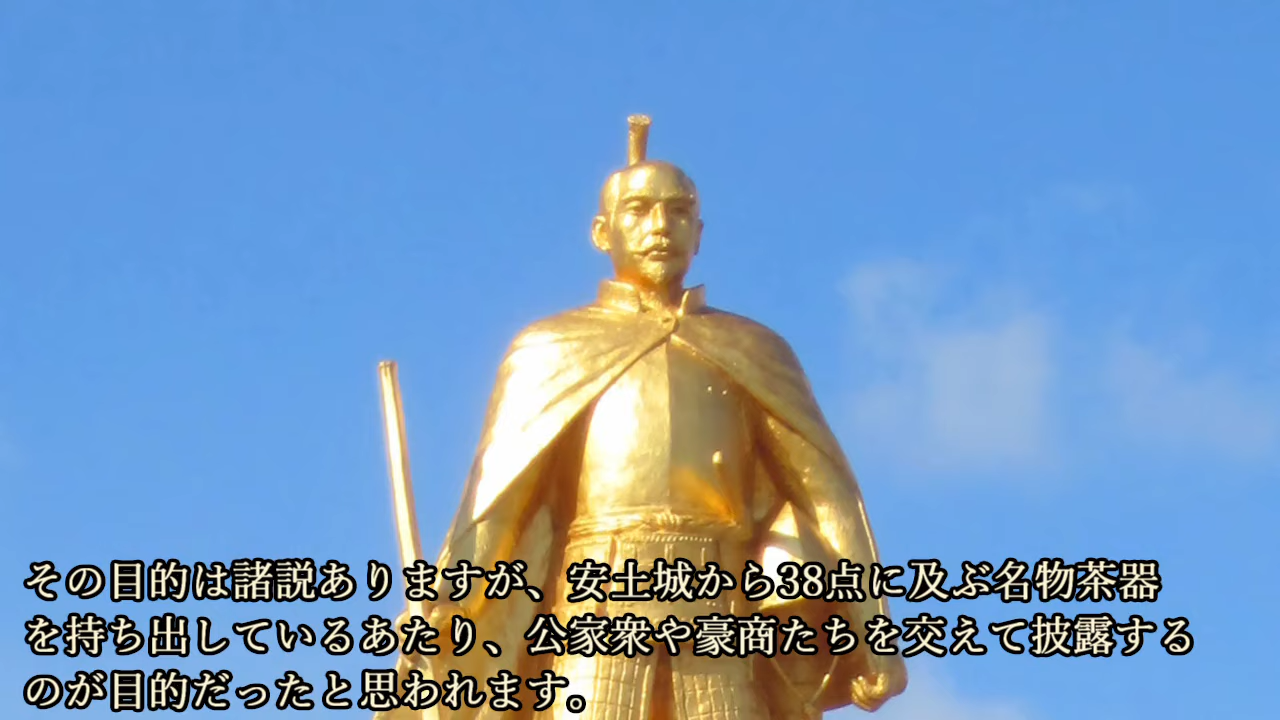 その目的は諸説ありますが、安土城から38点に及ぶ名物茶器
を持ち出しているあたり、公家衆や豪商たちを交えて披露する
のが目的だったと思われます。